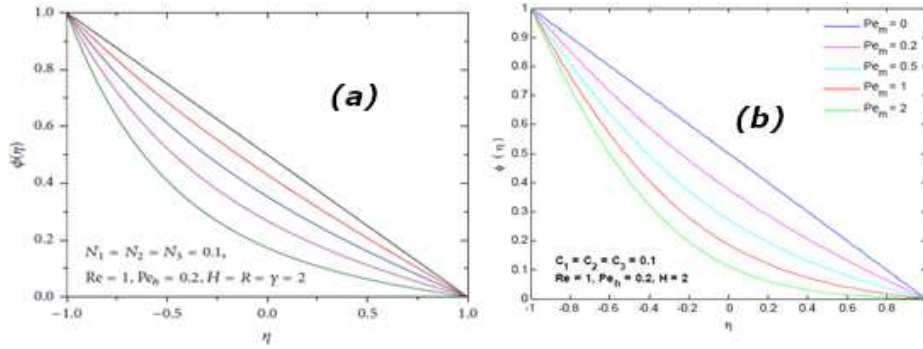 1.0
0.8
0.6
0.4
0.2
0.0
ϕ(η)
(a)
N₁ = N₂ = N₃ = 0.1,
Re = 1, Peₕ = 0.2, H = R = γ = 2
−1.0 −0.5 0.0 0.5 1.0
η
1
0.9
0.8
0.7
0.6
0.5
0.4
0.3
0.2
0.1
0
ϕ (η)
Peₘ = 0
Peₘ = 0.2
Peₘ = 0.5
Peₘ = 1
Peₘ = 2
(b)
C₁ = C₂ = C₃ = 0.1
Re = 1, Peₕ = 0.2, H = 2
-1 -0.8 -0.6 -0.4 -0.2 0 0.2 0.4 0.6 0.8
η